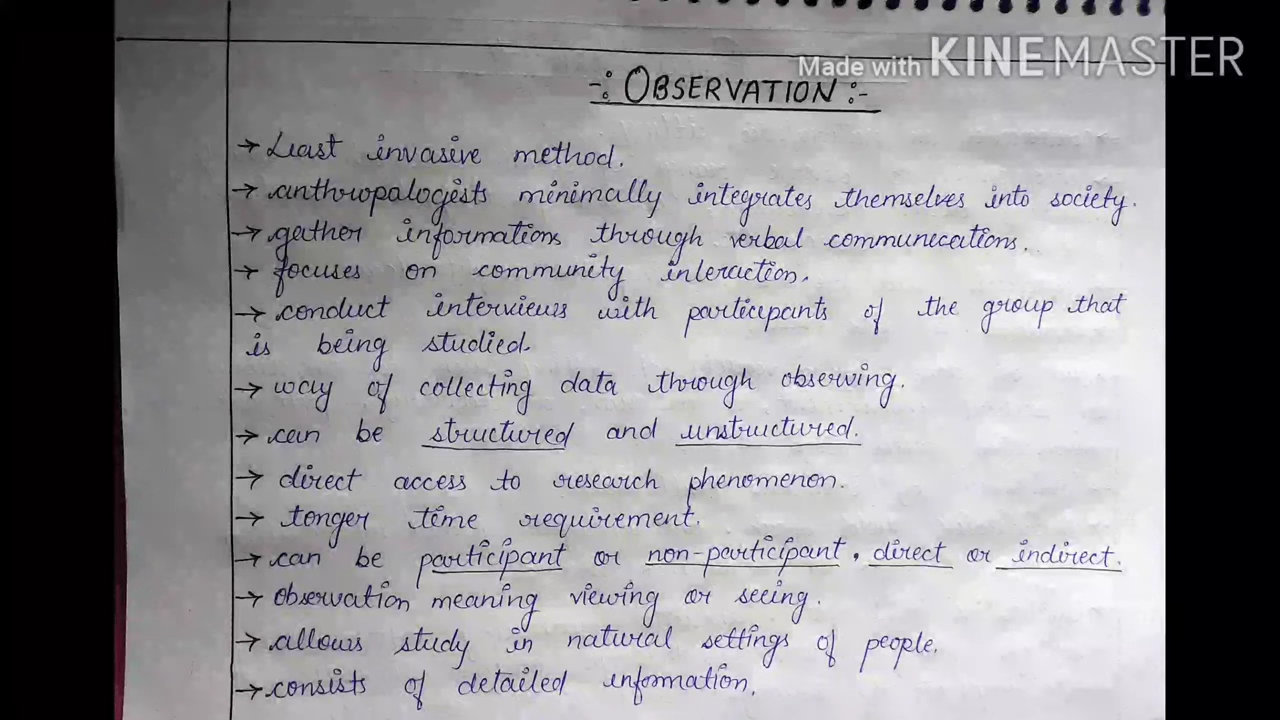 Made with KINEMASTER
-: OBSERVATION :-
→ Least invasive method.
→ anthropalogists minimally integrates themselves into society.
→ gather informations through verbal communications.
→ focuses on community interaction.
→ conduct interviews with participants of the group that
is being studied.
→ way of collecting data through observing.
→ can be structured and unstructured.
→ direct access to research phenomenon.
→ longer time requirement.
→ can be participant or non-participant, direct or indirect.
→ observation meaning viewing or seeing.
→ allows study in natural settings of people.
→ consists of detailed information.